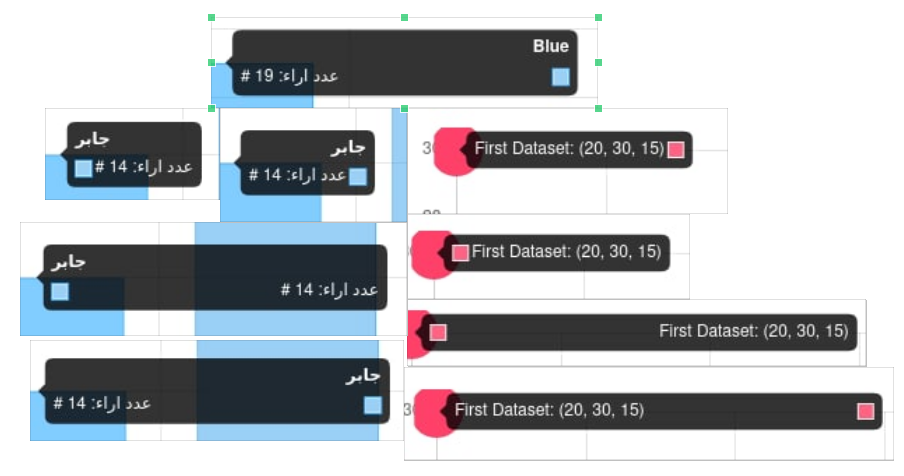 Blue
عدد اراء: 19 #
جابر
عدد اراء: 14 #
جابر
عدد اراء: 14 #
30
First Dataset: (20, 30, 15)
جابر
عدد اراء: 14 #
First Dataset: (20, 30, 15)
First Dataset: (20, 30, 15)
جابر
عدد اراء: 14 #
First Dataset: (20, 30, 15)